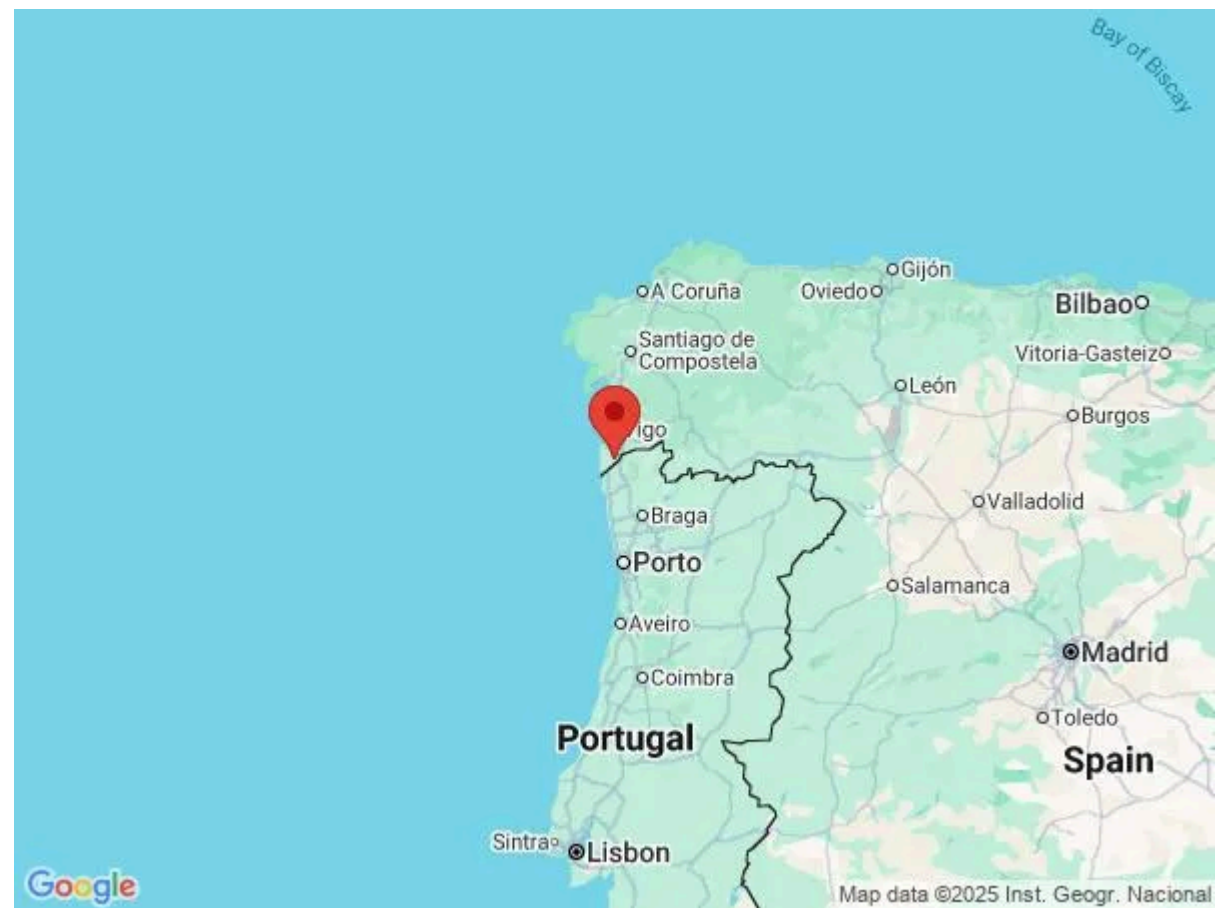 Bay of Biscay
Gijón
A Coruña
Oviedo
Bilbao
Santiago de
Compostela
Vitoria-Gasteiz
León
Burgos
igo
Valladolid
Braga
Porto
Salamanca
Aveiro
Madrid
Coimbra
Toledo
Portugal
Spain
Sintra
Lisbon
Google
Map data ©2025 Inst. Geogr. Nacional